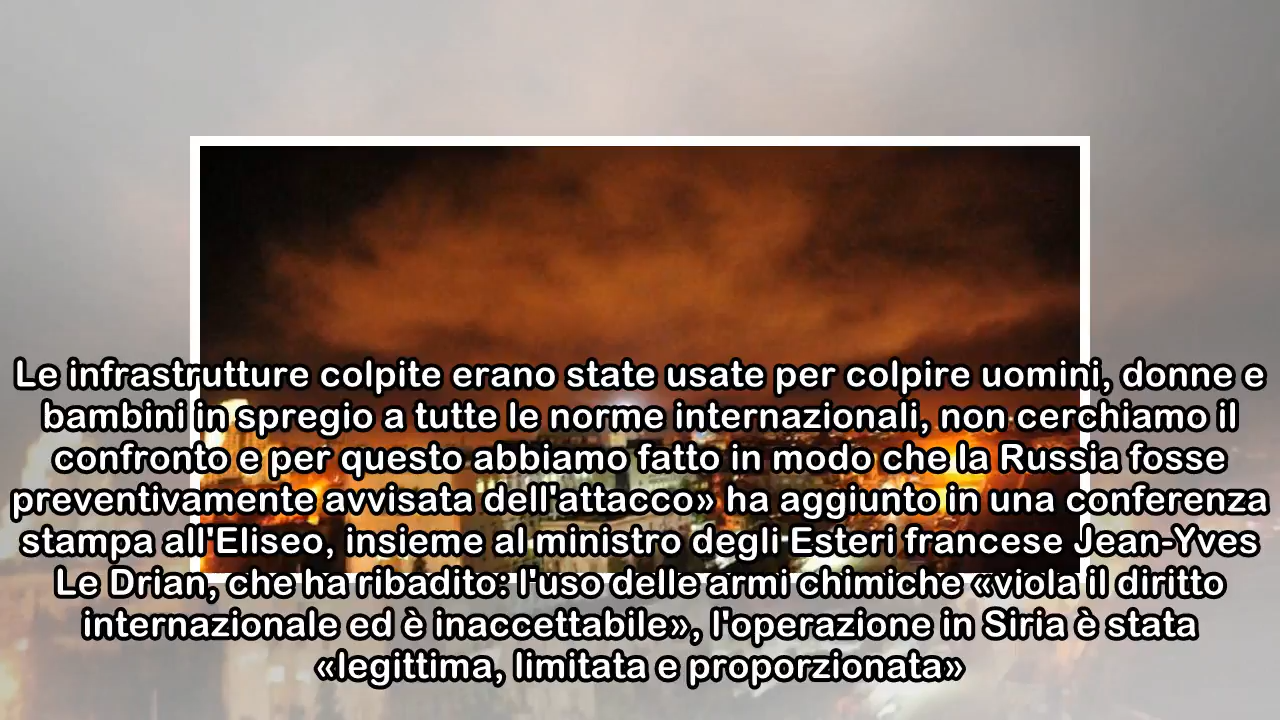 Le infrastrutture colpite erano state usate per colpire uomini, donne e
bambini in spregio a tutte le norme internazionali, non cerchiamo il
confronto e per questo abbiamo fatto in modo che la Russia fosse
preventivamente avvisata dell'attacco» ha aggiunto in una conferenza
stampa all'Eliseo, insieme al ministro degli Esteri francese Jean-Yves
Le Drian, che ha ribadito: l'uso delle armi chimiche «viola il diritto
internazionale ed è inaccettabile», l'operazione in Siria è stata
«legittima, limitata e proporzionata»